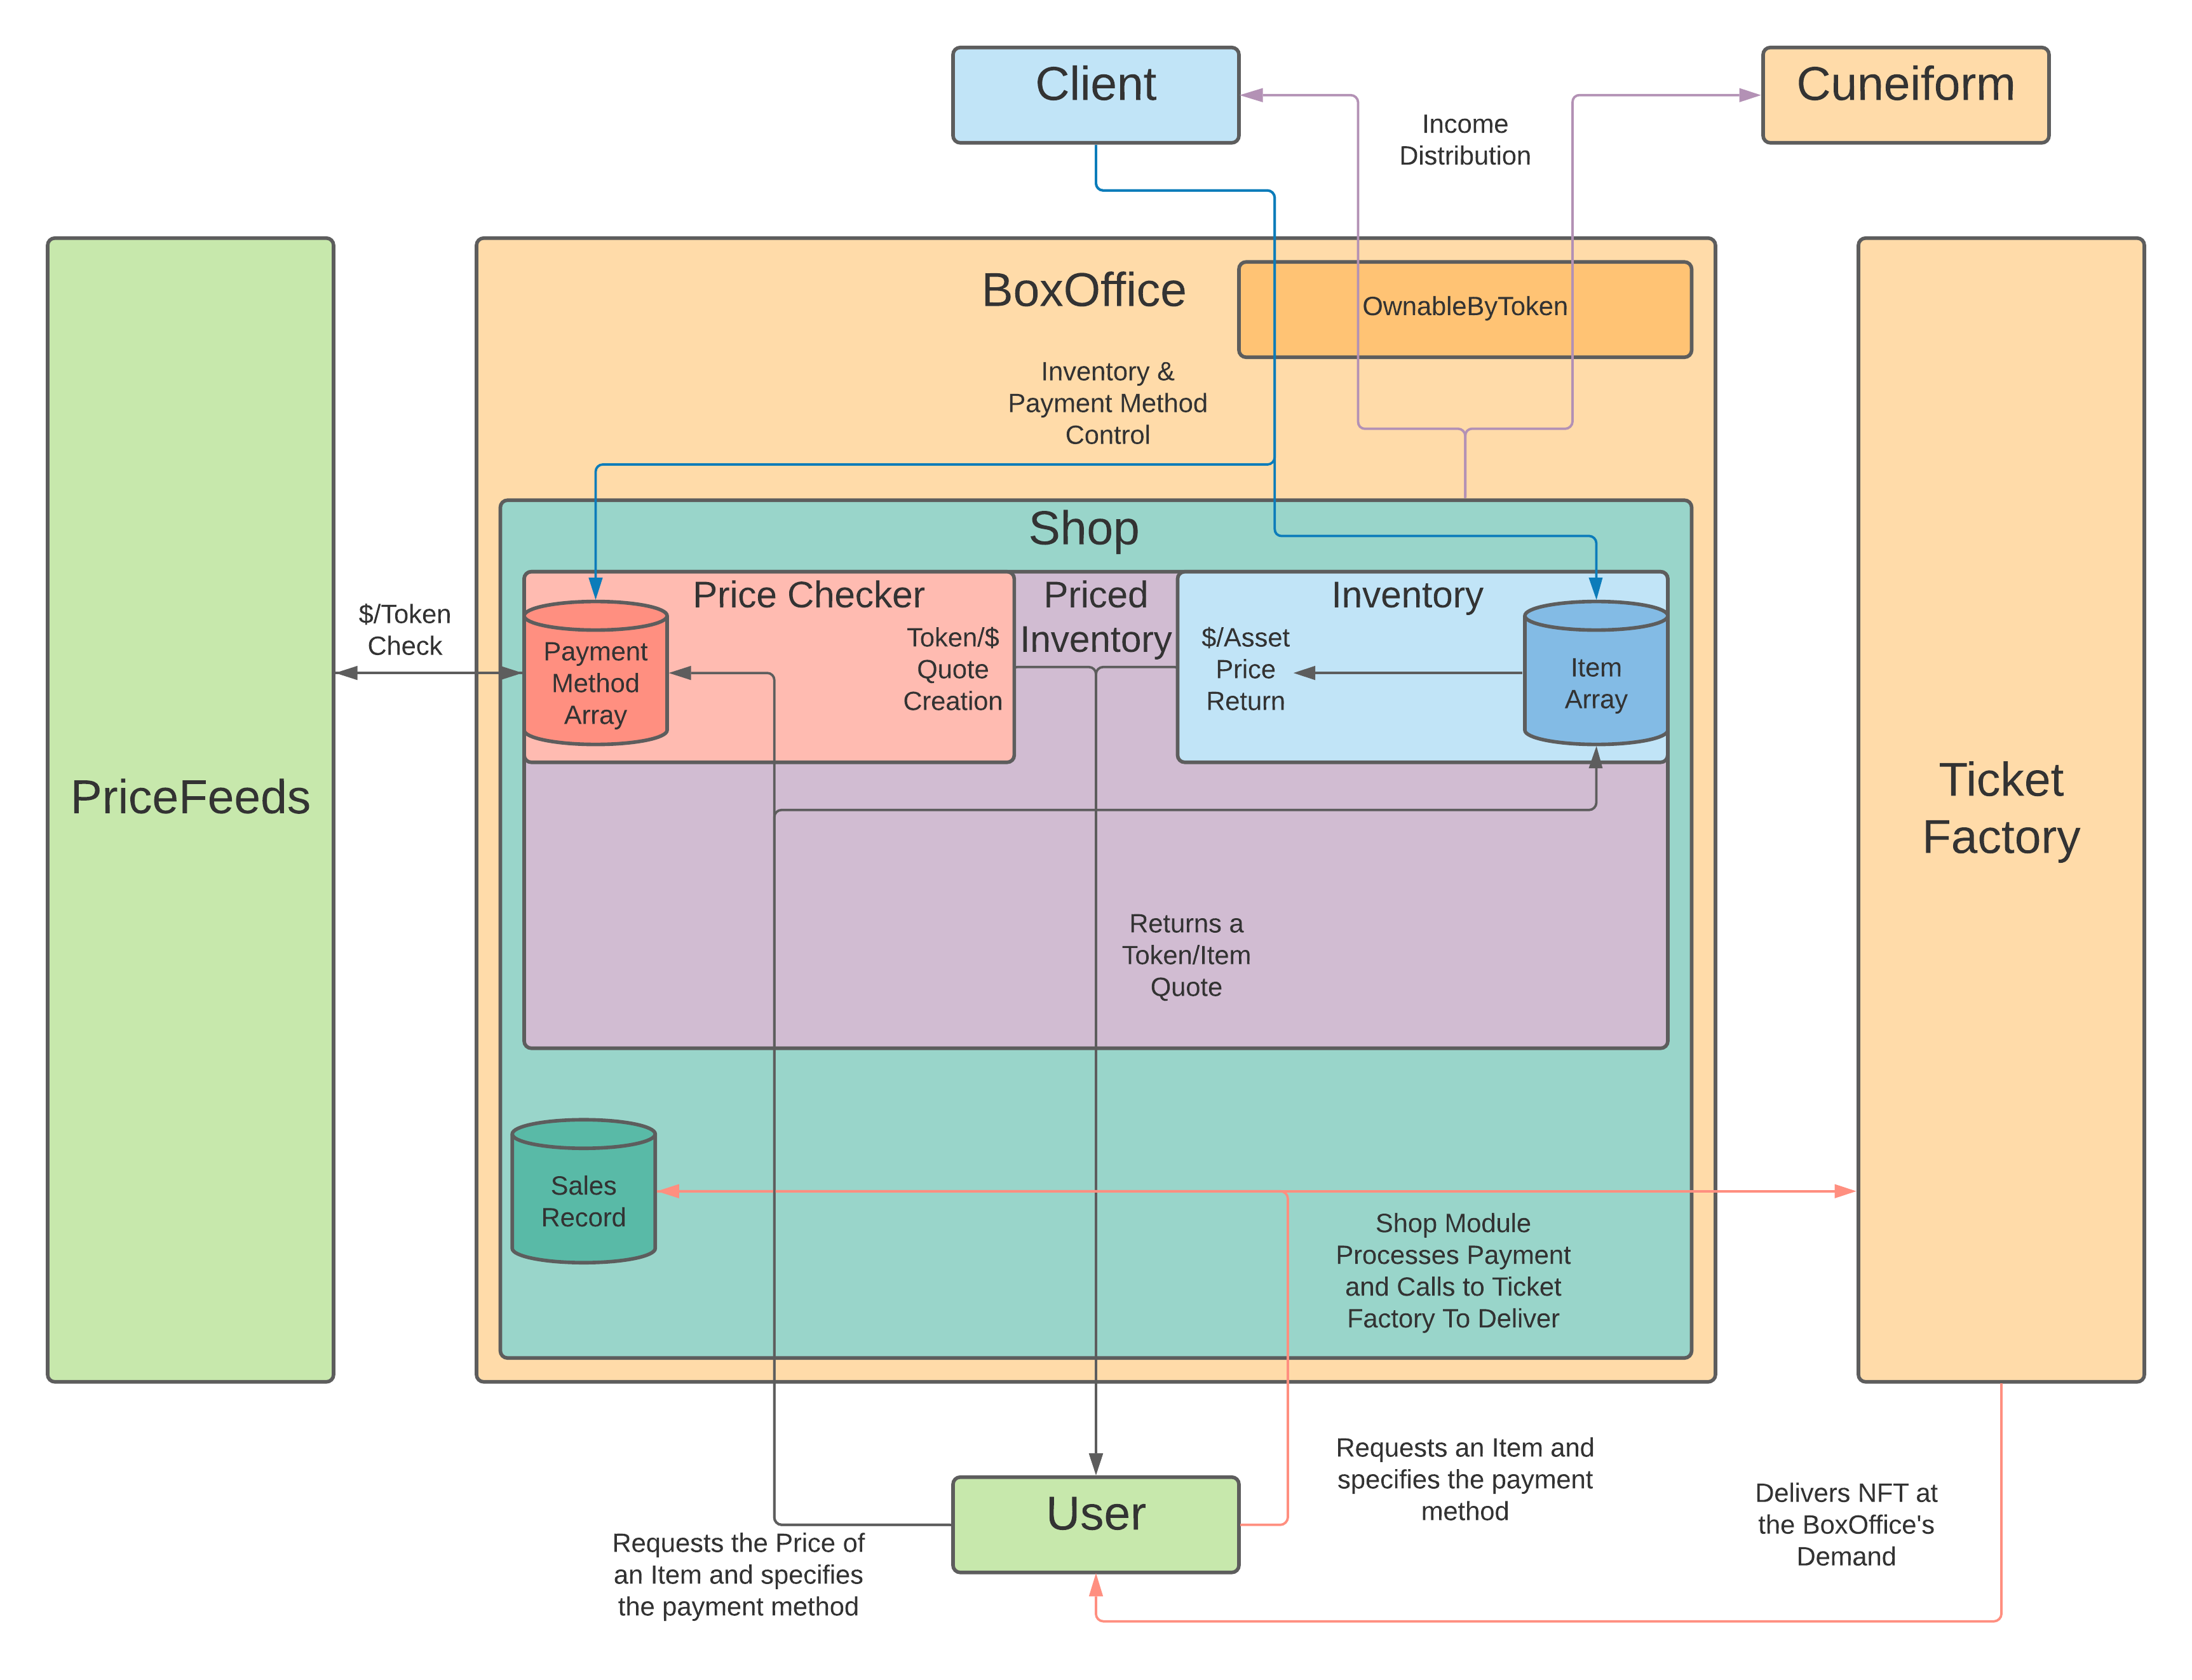 Client
Cuneiform
Income
Distribution
BoxOffice
OwnableByToken
Inventory &
Payment Method
Control
Shop
Price Checker
Priced
Inventory
Inventory
$/Token
Check
Payment
Method
Array
Token/$
Quote
Creation
$/Asset
Price
Return
Item
Array
PriceFeeds
Ticket
Factory
Returns a
Token/Item
Quote
Sales
Record
Shop Module
Processes Payment
and Calls to Ticket
Factory To Deliver
User
Requests an Item and
specifies the payment
method
Delivers NFT at
the BoxOffice's
Demand
Requests the Price of
an Item and specifies
the payment method